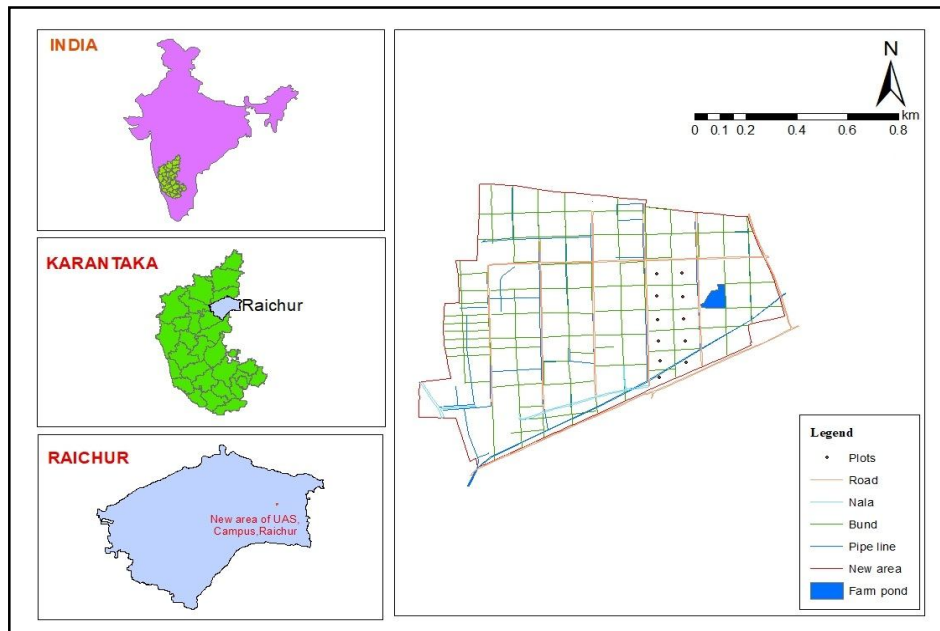 INDIA
KARANTAKA
Raichur
RAICHUR
New area of UAS,
Campus,Raichur
N
km
0 0.1 0.2 0.4 0.6 0.8
Legend
Plots
Road
Nala
Bund
Pipe line
New area
Farm pond